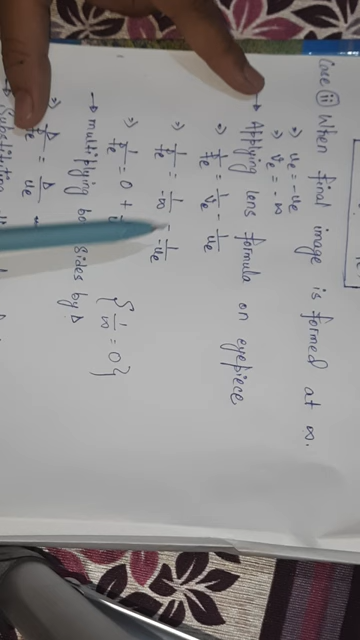 Case (ii) When final image is formed at ∞.
⇒ ue = -ue
⇒ ve = -∞
→ Applying lens formula on eyepiece
⇒ 1/fe = 1/ve - 1/ue
⇒ 1/fe = 1/-∞ - 1/-ue
⇒ 1/fe = 0 + {1/∞ = 0}
→ multiplying sides by D
⇒ D/fe = D/ue